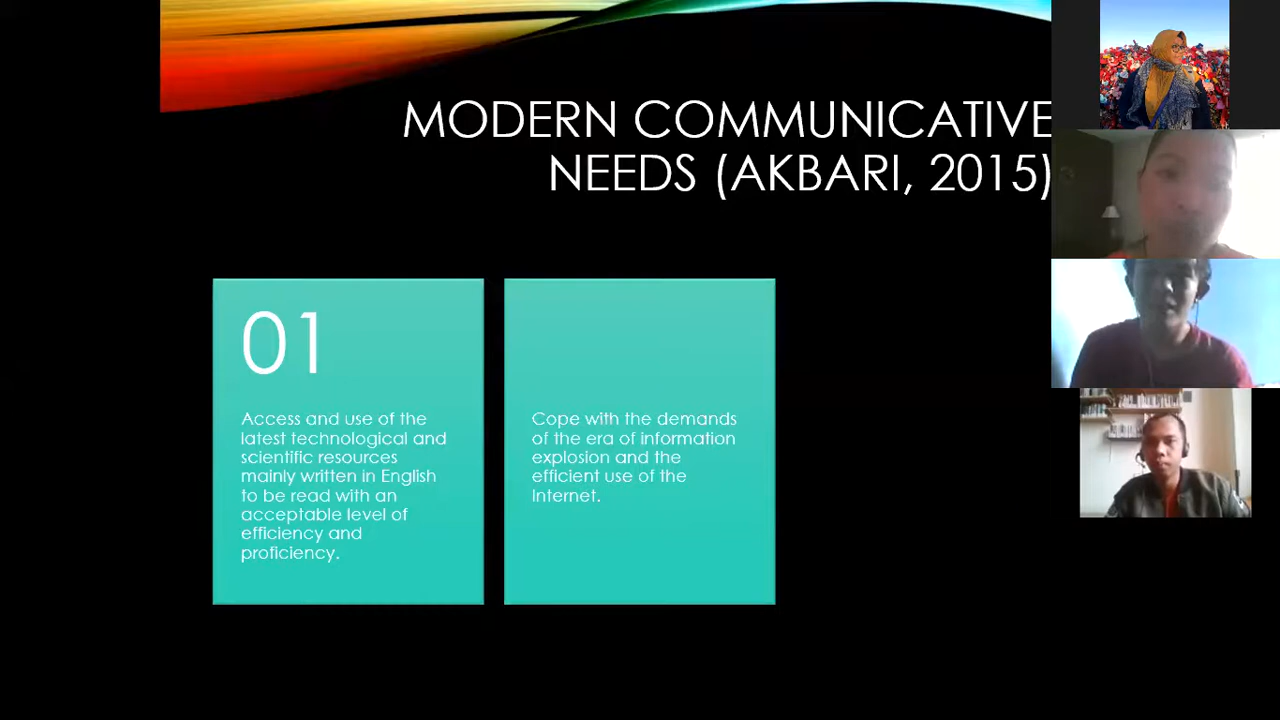 MODERN COMMUNICATIVE
NEEDS (AKBARI, 2015)
01
Access and use of the
latest technological and
scientific resources
mainly written in English
to be read with an
acceptable level of
efficiency and
proficiency.
Cope with the demands
of the era of information
explosion and the
efficient use of the
Internet.